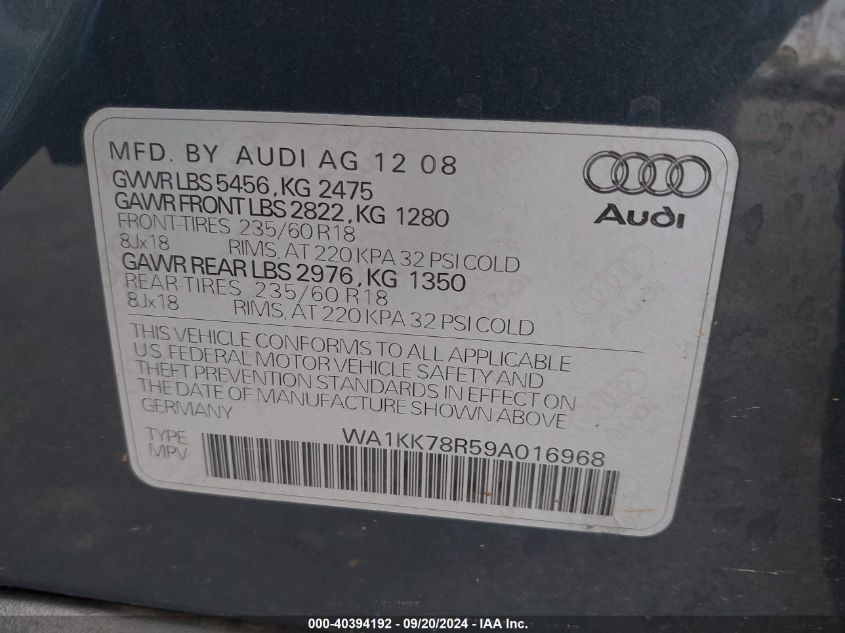 MFD. BY AUDI AG 12 08
GVWR LBS 5456, KG 2475
GAWR FRONT LBS 2822, KG 1280
FRONT-TIRES 235/60 R18
8Jx18 RIMS, AT 220 KPA 32 PSI COLD
GAWR REAR LBS 2976, KG 1350
REAR-TIRES 235/60 R18
8Jx18 RIMS, AT 220 KPA 32 PSI COLD
Audi
THIS VEHICLE CONFORMS TO ALL APPLICABLE
U.S. FEDERAL MOTOR VEHICLE SAFETY AND
THEFT PREVENTION STANDARDS IN EFFECT ON
THE DATE OF MANUFACTURE SHOWN ABOVE
GERMANY
TYPE WA1KK78R59A016968
MPV
000-40394192 - 09/20/2024 - IAA Inc.